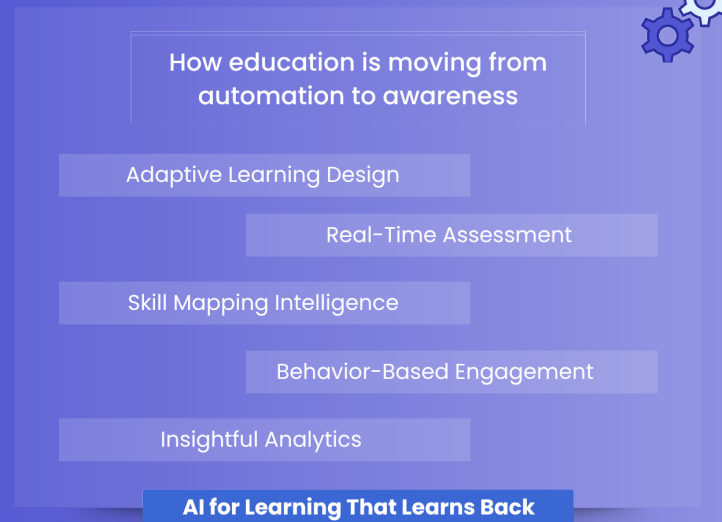 How education is moving from
automation to awareness
Adaptive Learning Design
Real-Time Assessment
Skill Mapping Intelligence
Behavior-Based Engagement
Insightful Analytics
AI for Learning That Learns Back